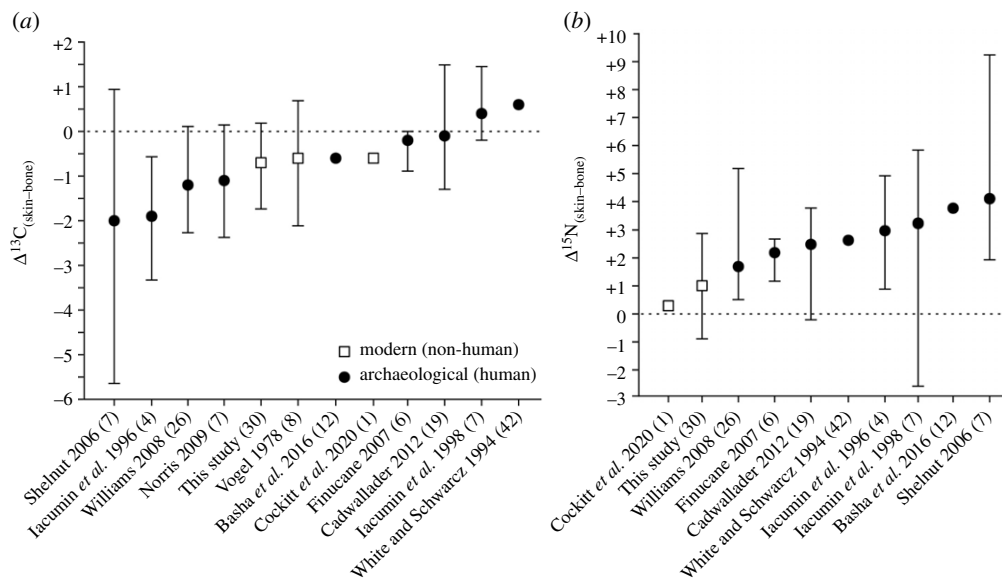 (a)
+2
+1
0
–1
–2
–3
–4
–5
–6
Δ13C(skin–bone)
modern (non-human)
archaeological (human)
Shelnut 2006 (7)
Iacumin et al. 1996 (4)
Williams 2008 (26)
Norris 2009 (7)
This study (30)
Vogel 1978 (8)
Basha et al. 2016 (12)
Cockitt et al. 2020 (1)
Finucane 2007 (6)
Cadwallader 2012 (19)
Iacumin et al. 1998 (7)
White and Schwarcz 1994 (42)
(b)
+10
+9
+8
+7
+6
+5
+4
+3
+2
+1
0
–1
–2
–3
Δ15N(skin–bone)
Cockitt et al. 2020 (1)
This study (30)
Williams 2008 (26)
Finucane 2007 (6)
Cadwallader 2012 (19)
White and Schwarcz 1994 (42)
Iacumin et al. 1996 (4)
Iacumin et al. 1998 (7)
Basha et al. 2016 (12)
Shelnut 2006 (7)